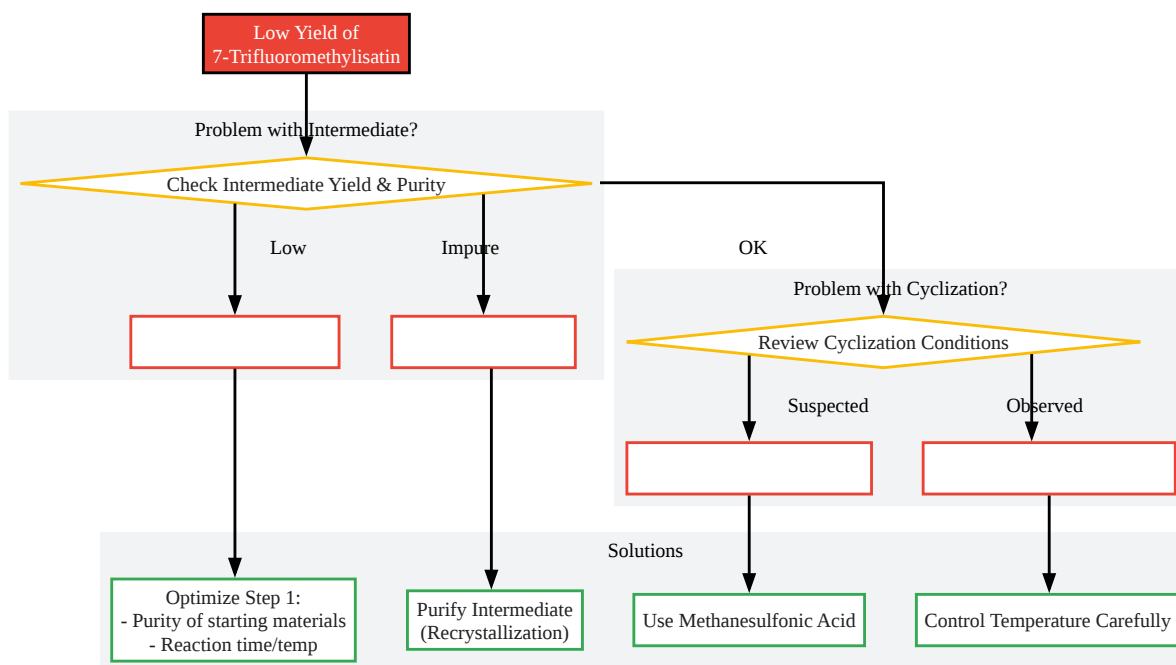 Low Yield of
7-Trifluoromethylisatin
Problem with Intermediate?
Check Intermediate Yield & Purity
Low
Impure
OK
Problem with Cyclization?
Review Cyclization Conditions
Suspected
Observed
Solutions
Optimize Step 1:
- Purity of starting materials
- Reaction time/temp
Purify Intermediate
(Recrystallization)
Use Methanesulfonic Acid
Control Temperature Carefully